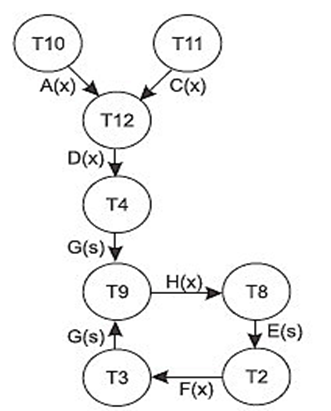 T10 T11
A(x) C(x)
T12
D(x)
T4
G(s)
T9 H(x) T8
G(s) E(s)
T3 F(x) T2